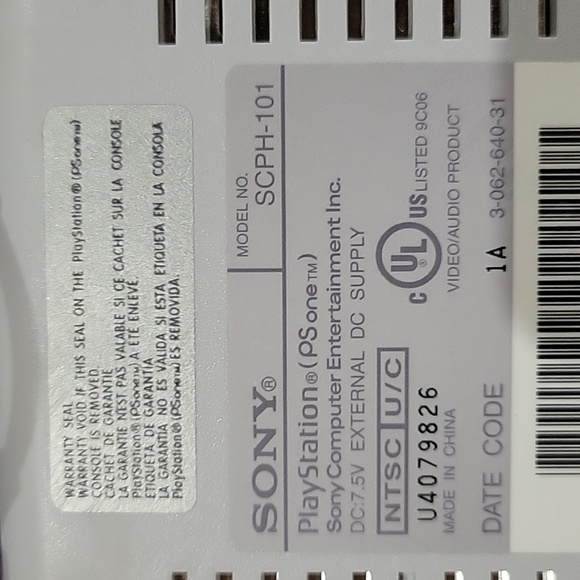 WARRANTY SEAL
WARRANTY VOID IF THIS SEAL ON THE PlayStation® (PSone™)
CONSOLE IS REMOVED.
CACHET DE GARANTIE
LA GARANTIE N'EST PAS VALABLE SI CE CACHET SUR LA CONSOLE
PlayStation® (PSone™) A ÉTÉ ENLEVÉ.
ETIQUETA DE GARANTÍA
LA GARANTÍA NO ES VÁLIDA SI ESTA ETIQUETA EN LA CONSOLA
PlayStation® (PSone™) ES REMOVIDA.
SONY®
MODEL NO.
SCPH-101
PlayStation® (PSone™)
Sony Computer Entertainment Inc.
DC:7.5V EXTERNAL DC SUPPLY
NTSC U/C
C UL® US LISTED 9C06
U4079826
MADE IN CHINA
VIDEO/AUDIO PRODUCT
DATE CODE 1A 3-062-640-31